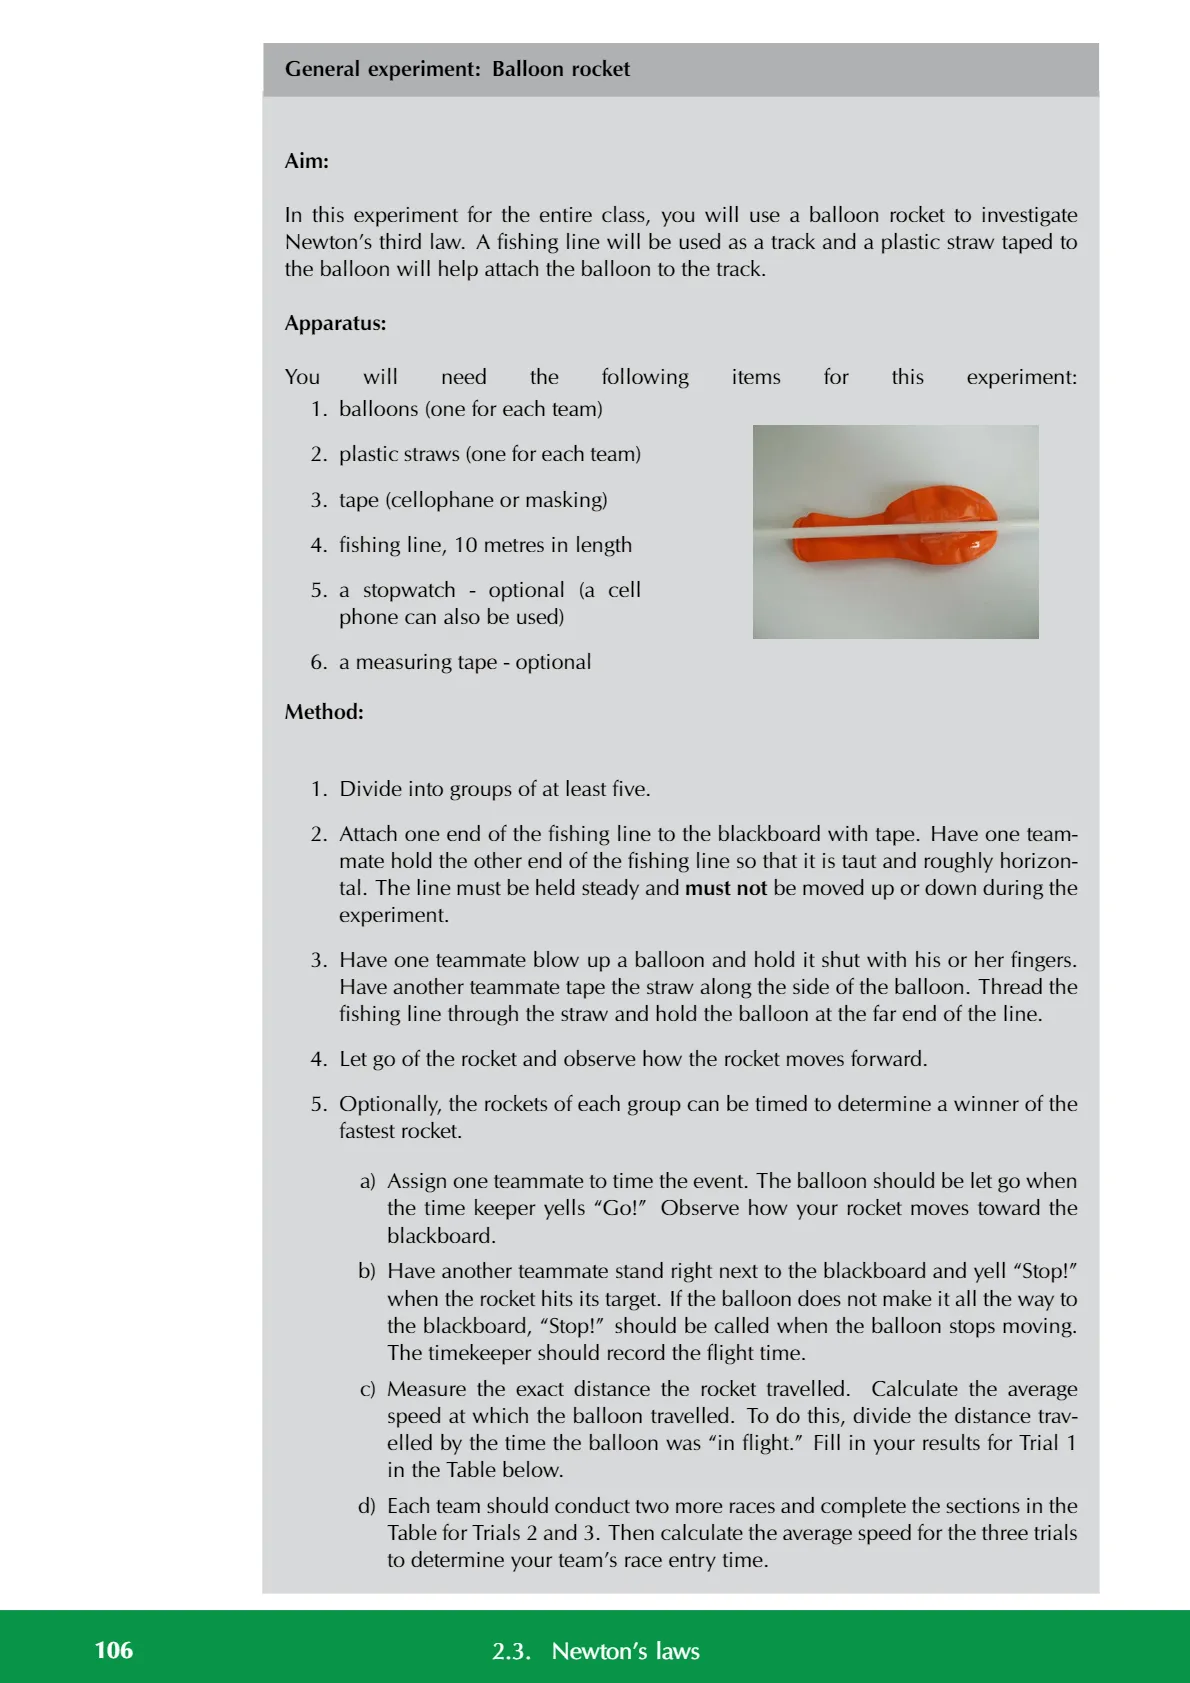 General experiment: Balloon rocket
Aim:
In this experiment for the entire class, you will use a balloon rocket to investigate
Newton’s third law. A fishing line will be used as a track and a plastic straw taped to
the balloon will help attach the balloon to the track.
Apparatus:
You will need the following items for this experiment:
1. balloons (one for each team)
2. plastic straws (one for each team)
3. tape (cellophane or masking)
4. fishing line, 10 metres in length
5. a stopwatch - optional (a cell
phone can also be used)
6. a measuring tape - optional
Method:
1. Divide into groups of at least five.
2. Attach one end of the fishing line to the blackboard with tape. Have one team-
mate hold the other end of the fishing line so that it is taut and roughly horizon-
tal. The line must be held steady and must not be moved up or down during the
experiment.
3. Have one teammate blow up a balloon and hold it shut with his or her fingers.
Have another teammate tape the straw along the side of the balloon. Thread the
fishing line through the straw and hold the balloon at the far end of the line.
4. Let go of the rocket and observe how the rocket moves forward.
5. Optionally, the rockets of each group can be timed to determine a winner of the
fastest rocket.
a) Assign one teammate to time the event. The balloon should be let go when
the time keeper yells “Go!” Observe how your rocket moves toward the
blackboard.
b) Have another teammate stand right next to the blackboard and yell “Stop!”
when the rocket hits its target. If the balloon does not make it all the way to
the blackboard, “Stop!” should be called when the balloon stops moving.
The timekeeper should record the flight time.
c) Measure the exact distance the rocket travelled. Calculate the average
speed at which the balloon travelled. To do this, divide the distance trav-
elled by the time the balloon was “in flight.” Fill in your results for Trial 1
in the Table below.
d) Each team should conduct two more races and complete the sections in the
Table for Trials 2 and 3. Then calculate the average speed for the three trials
to determine your team’s race entry time.
106 2.3. Newton’s laws